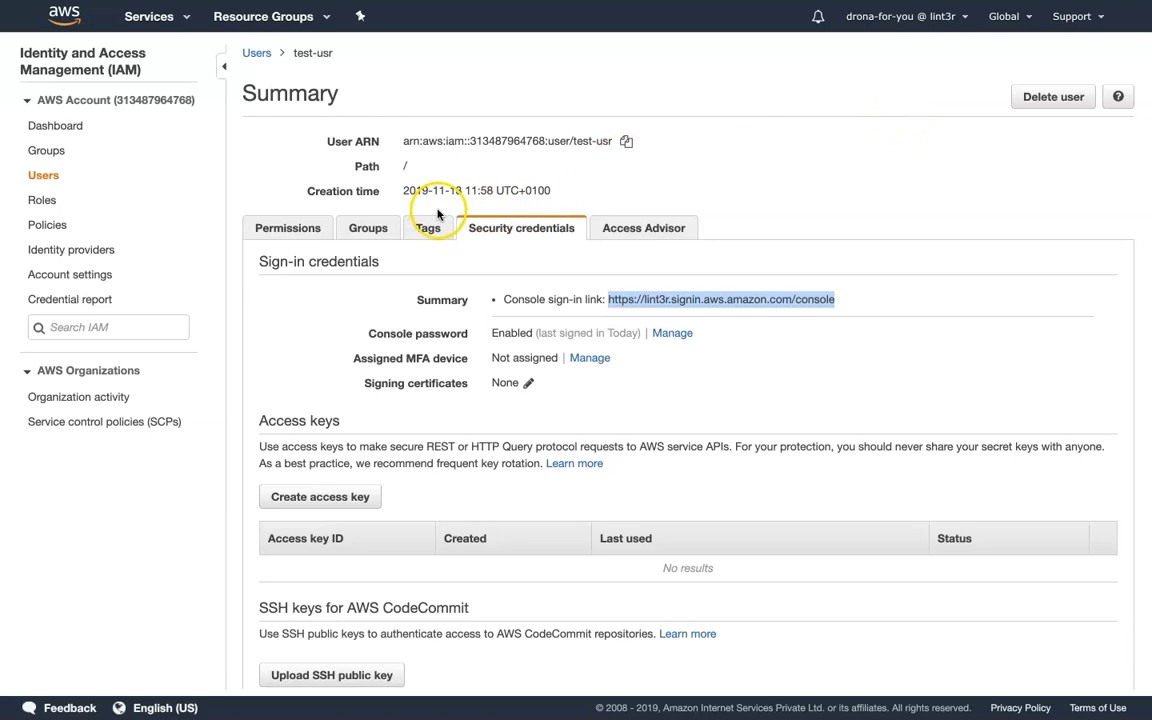 aws Services Resource Groups drona-for-you @ lint3r Global Support
Identity and Access
Management (IAM)
AWS Account (313487964768)
Dashboard
Groups
Users
Roles
Policies
Identity providers
Account settings
Credential report
Search IAM
AWS Organizations
Organization activity
Service control policies (SCPs)
Users > test-usr
Summary
Delete user
User ARN arn:aws:iam::313487964768:user/test-usr
Path /
Creation time 2019-11-13 11:58 UTC+0100
Permissions Groups Tags Security credentials Access Advisor
Sign-in credentials
Summary • Console sign-in link: https://lint3r.signin.aws.amazon.com/console
Console password Enabled (last signed in Today) | Manage
Assigned MFA device Not assigned | Manage
Signing certificates None
Access keys
Use access keys to make secure REST or HTTP Query protocol requests to AWS service APIs. For your protection, you should never share your secret keys with anyone.
As a best practice, we recommend frequent key rotation. Learn more
Create access key
Access key ID Created Last used Status
No results
SSH keys for AWS CodeCommit
Use SSH public keys to authenticate access to AWS CodeCommit repositories. Learn more
Upload SSH public key
Feedback English (US) © 2008 - 2019, Amazon Internet Services Private Ltd. or its affiliates. All rights reserved. Privacy Policy Terms of Use